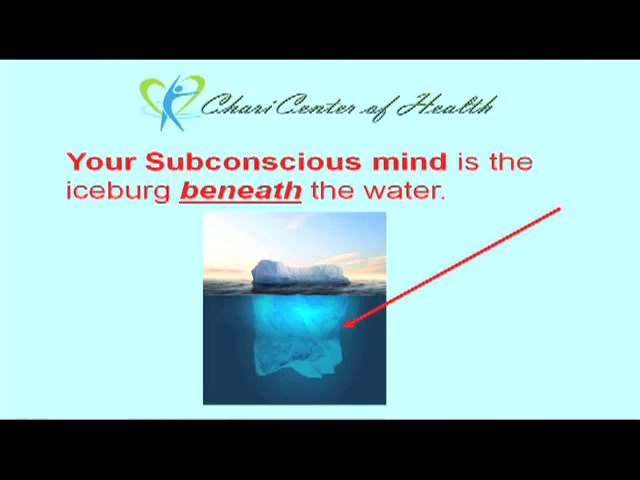 Chari Center of Health
Your Subconscious mind is the
iceburg beneath the water.